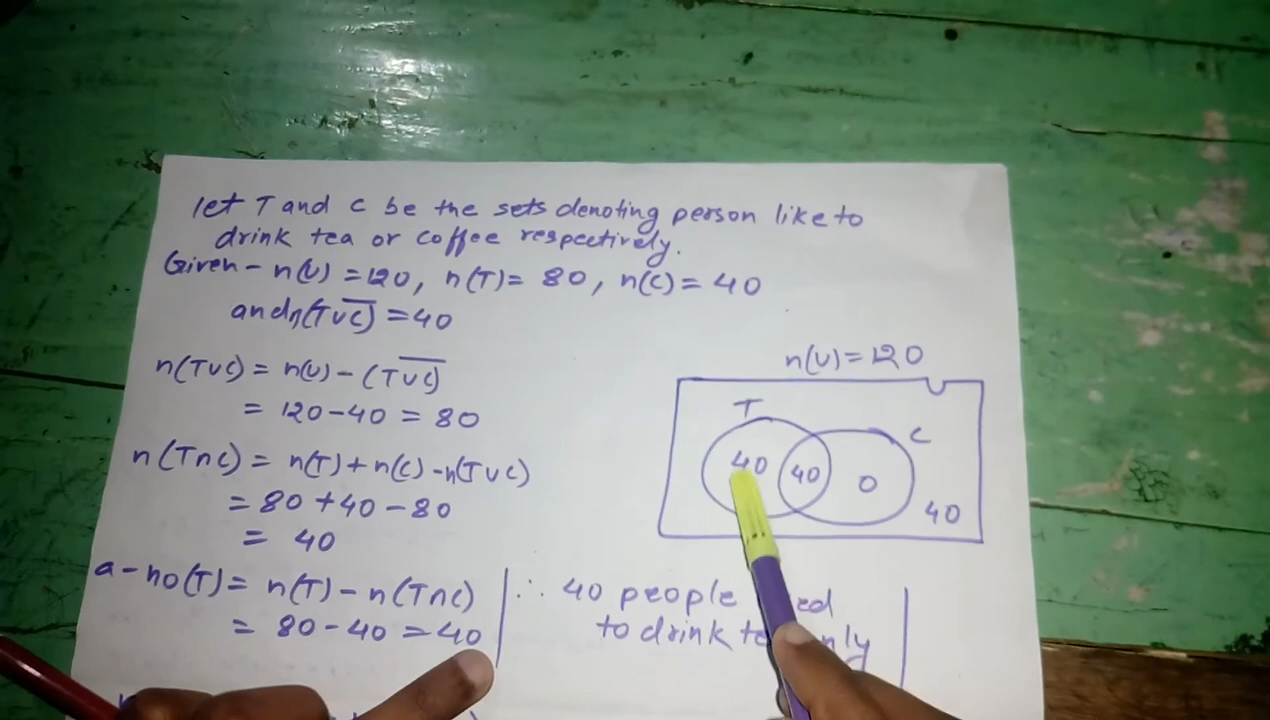 let T and C be the sets denoting person like to
drink tea or coffee respectively.
Given - n(U) = 120, n(T) = 80, n(C) = 40
and n(T∪C)̅ = 40
n(T∪C) = n(U) - (T∪C)̅
= 120 - 40 = 80
n(T∩C) = n(T) + n(C) - n(T∪C)
= 80 + 40 - 80
= 40
a - no(T) = n(T) - n(T∩C)
= 80 - 40 = 40
n(U) = 120
T
C
40 40 0
40
∴ 40 people
to drink